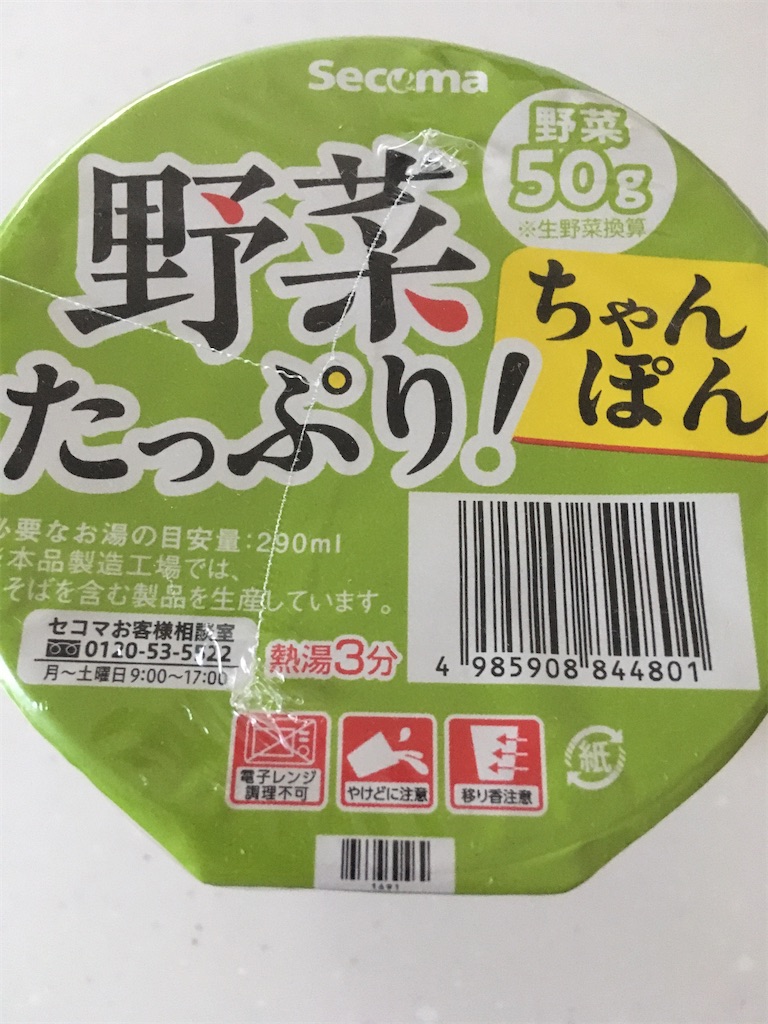 Secoma
野菜
50g
※生野菜換算
野菜
たっぷり!
ちゃん
ぽん
必要なお湯の目安量:290ml
※本品製造工場では、
そばを含む製品を生産しています。
セコマお客様相談室
0120-53-5522
月〜土曜日9:00〜17:00
熱湯3分
4 985908 844801
電子レンジ
調理不可
やけどに注意
移り香注意
紙
1691